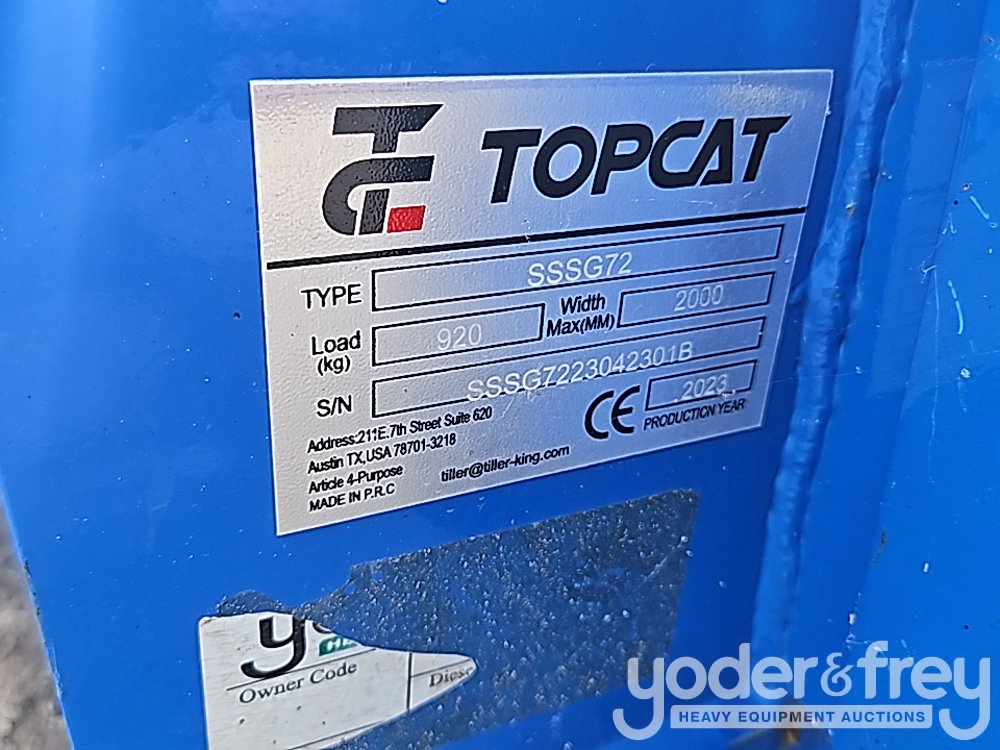 TC TOPCAT
TYPE SSSG72
Load (kg) 920 Width Max(MM) 2000
S/N SSSG7223042301B
CE 2023
PRODUCTION YEAR
Address:211E.7th Street Suite 620
Austin TX,USA 78701-3218
Article 4-Purpose
MADE IN P.R.C
tiller@tiller-king.com
Owner Code
yoder&frey
HEAVY EQUIPMENT AUCTIONS